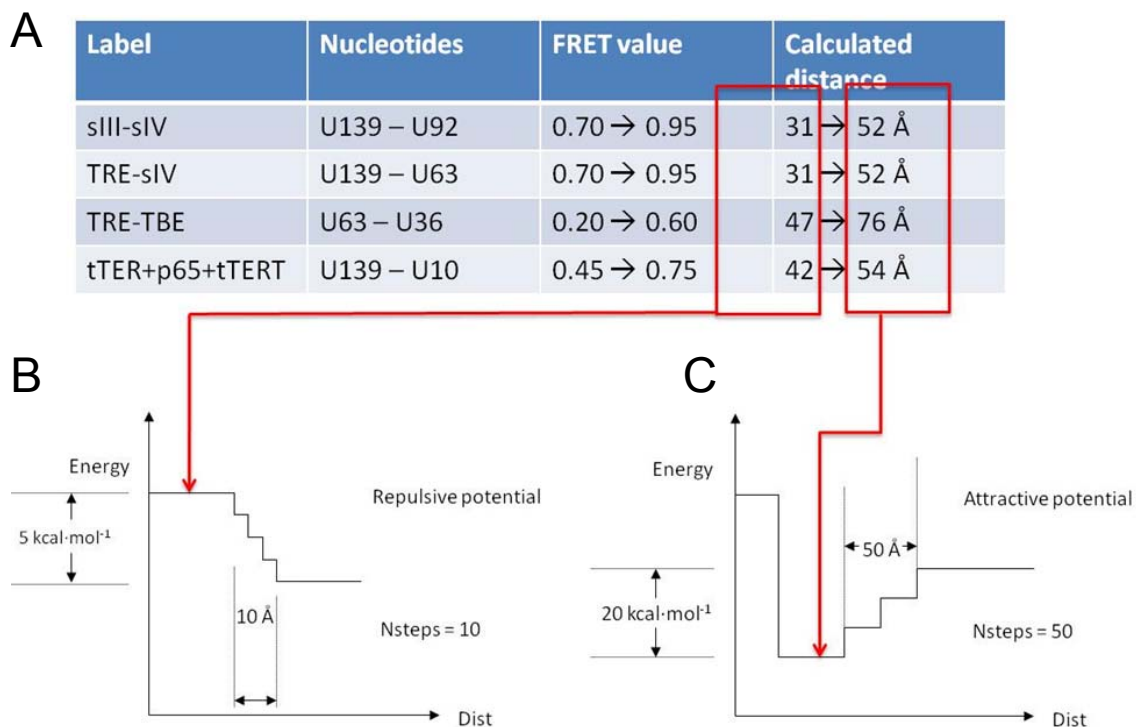 A
Label Nucleotides FRET value Calculated distance
sIII-sIV U139 – U92 0.70 → 0.95 31 → 52 Å
TRE-sIV U139 – U63 0.70 → 0.95 31 → 52 Å
TRE-TBE U63 – U36 0.20 → 0.60 47 → 76 Å
tTER+p65+tTERT U139 – U10 0.45 → 0.75 42 → 54 Å
B
Energy
Repulsive potential
5 kcal·mol⁻¹
10 Å
Nsteps = 10
Dist
C
Energy
Attractive potential
50 Å
20 kcal·mol⁻¹
Nsteps = 50
Dist